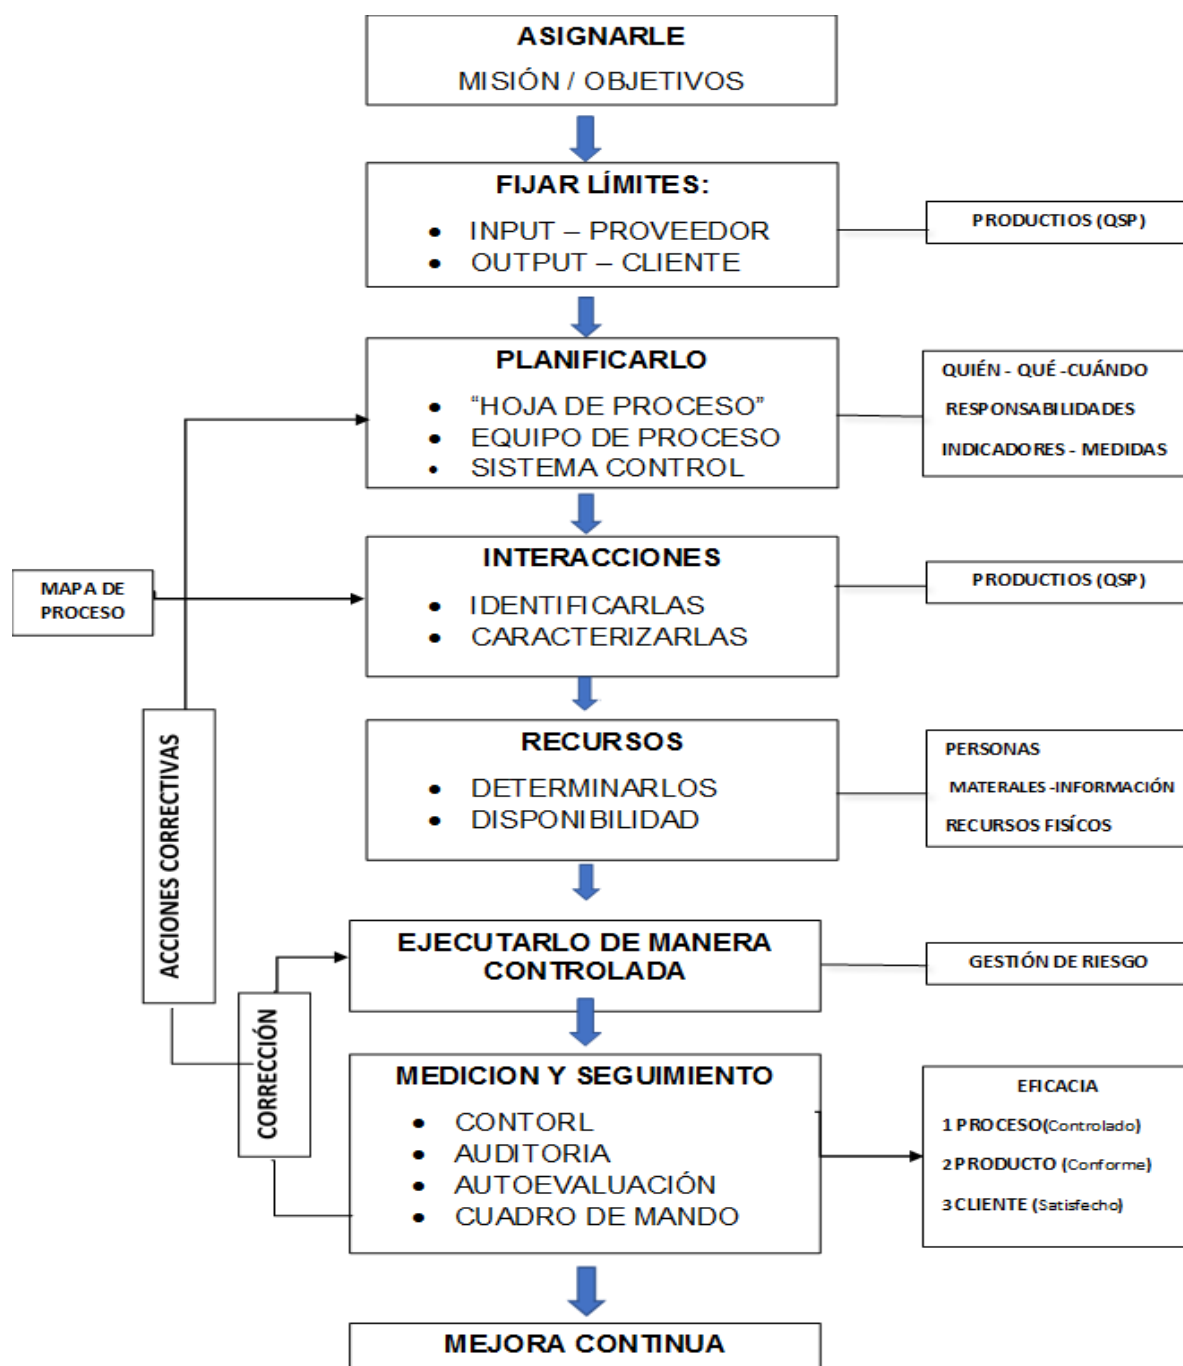 ASIGNARLE
MISIÓN / OBJETIVOS
FIJAR LÍMITES:
• INPUT – PROVEEDOR
• OUTPUT – CLIENTE
PRODUCTIOS (QSP)
PLANIFICARLO
• “HOJA DE PROCESO”
• EQUIPO DE PROCESO
• SISTEMA CONTROL
QUIÉN - QUÉ -CUÁNDO
RESPONSABILIDADES
INDICADORES - MEDIDAS
MAPA DE
PROCESO
INTERACCIONES
• IDENTIFICARLAS
• CARACTERIZARLAS
PRODUCTIOS (QSP)
ACCIONES CORRECTIVAS
RECURSOS
• DETERMINARLOS
• DISPONIBILIDAD
PERSONAS
MATERALES -INFORMACIÓN
RECURSOS FISÍCOS
CORRECCIÓN
EJECUTARLO DE MANERA
CONTROLADA
GESTIÓN DE RIESGO
MEDICION Y SEGUIMIENTO
• CONTORL
• AUDITORIA
• AUTOEVALUACIÓN
• CUADRO DE MANDO
EFICACIA
1 PROCESO(Controlado)
2 PRODUCTO (Conforme)
3 CLIENTE (Satisfecho)
MEJORA CONTINUA